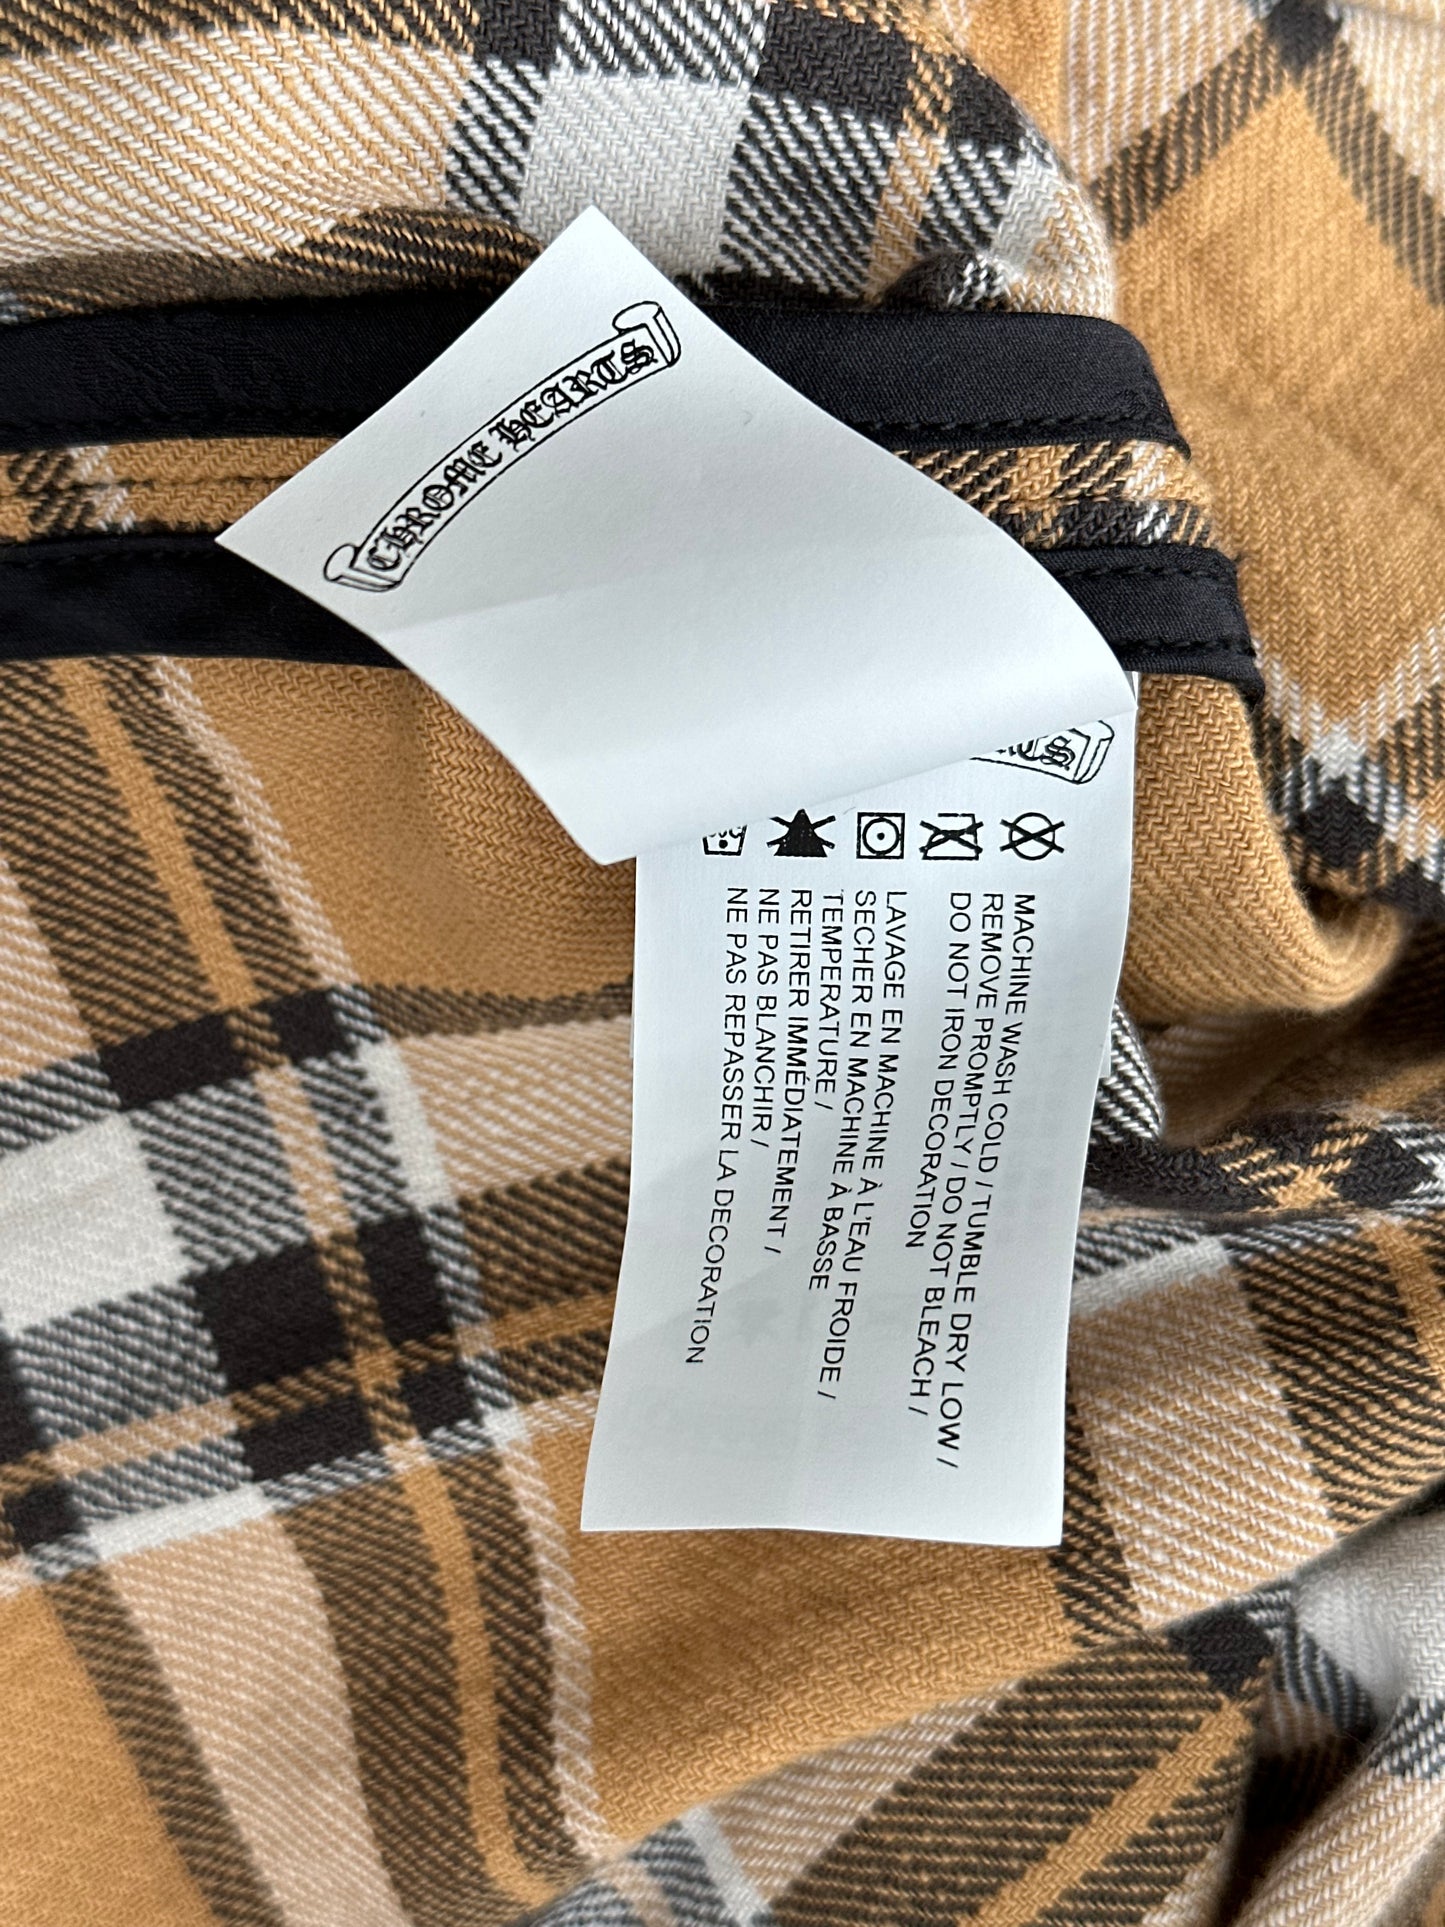 CHROME HEARTS
MACHINE WASH COLD / TUMBLE DRY LOW /
REMOVE PROMPTLY / DO NOT BLEACH /
DO NOT IRON DECORATION
LAVAGE EN MACHINE À L'EAU FROIDE /
SECHER EN MACHINE À BASSE
TEMPERATURE /
RETIRER IMMÉDIATEMENT /
NE PAS BLANCHIR /
NE PAS REPASSER LA DECORATION